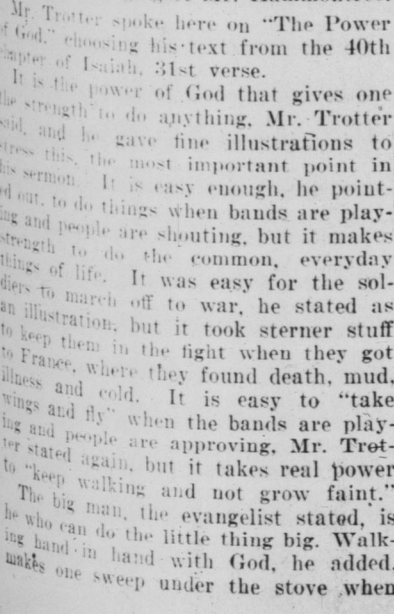 Mr. Trotter spoke here on "The Power
of God," choosing his text from the 40th
chapter of Isaiah, 31st verse.
It is the power of God that gives one
the strength to do anything, Mr. Trotter
said, and he gave fine illustrations to
stress this, the most important point in
his sermon. It is easy enough, he point-
ed out, to do things when bands are play-
ing and people are shouting, but it makes
strength to do the common, everyday
things of life. It was easy for the sol-
diers to march off to war, he stated as
an illustration, but it took sterner stuff
to keep them in the fight when they got
to France, where they found death, mud,
illness and cold. It is easy to "take
wings and fly" when the bands are play-
ing and people are approving, Mr. Trot-
ter stated again, but it takes real power
to "keep walking and not grow faint."
The big man, the evangelist stated, is
he who can do the little thing big. Walk-
ing hand in hand with God, he added,
makes one sweep under the stove when